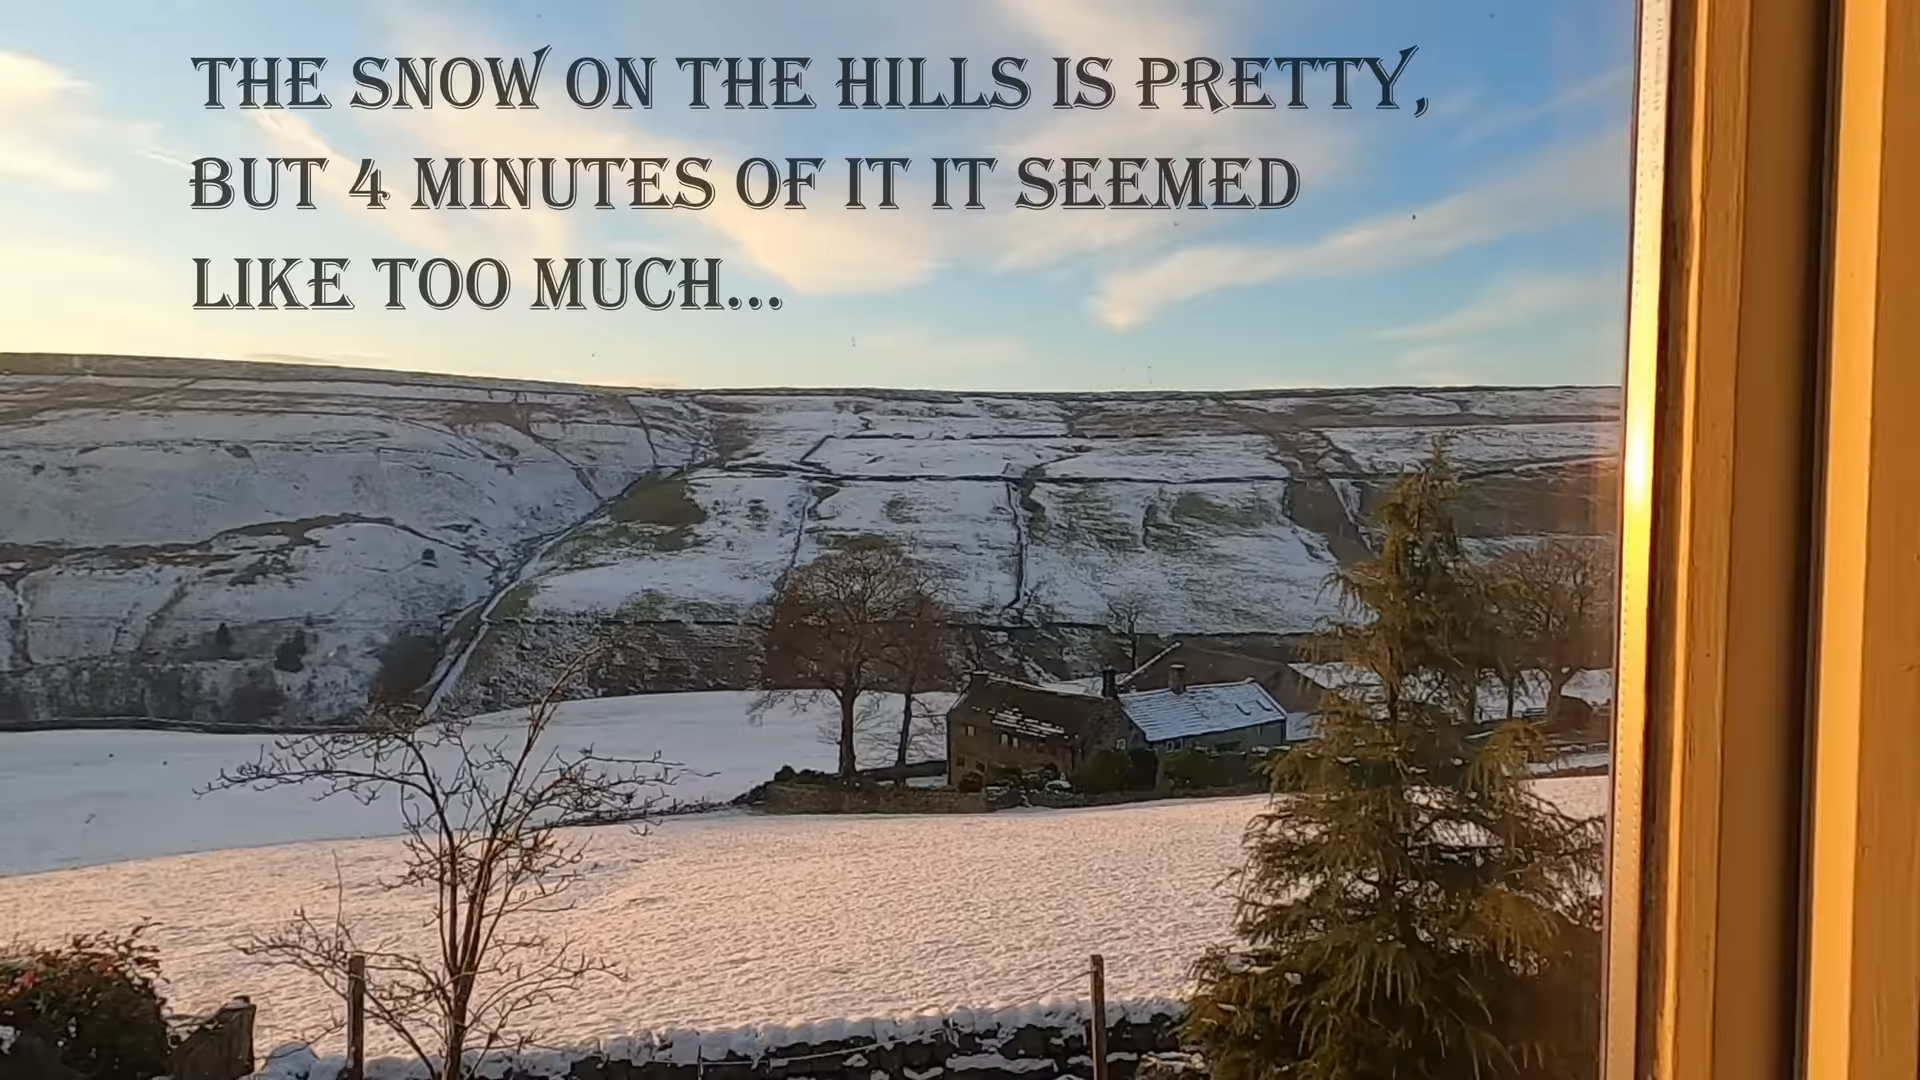 THE SNOW ON THE HILLS IS PRETTY,
BUT 4 MINUTES OF IT IT SEEMED
LIKE TOO MUCH...